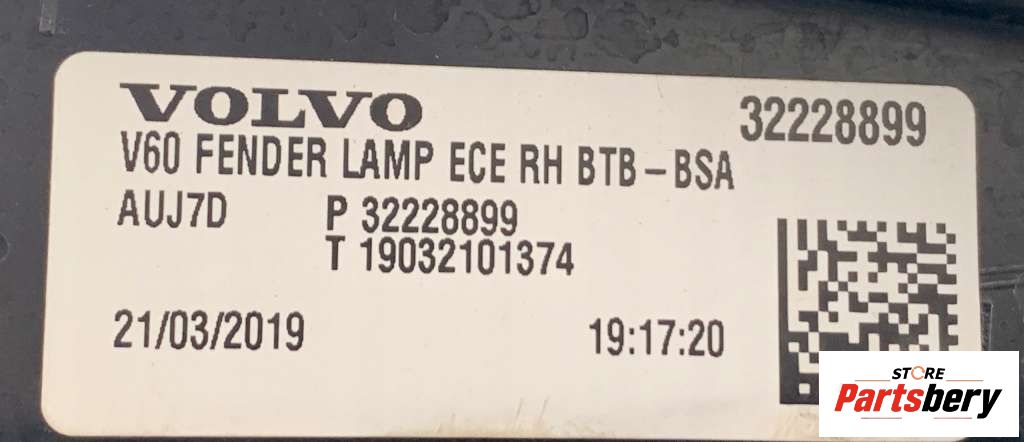 VOLVO 32228899
V60 FENDER LAMP ECE RH BTB-BSA
AUJ7D P 32228899
T 19032101374
21/03/2019 19:17:20
STORE
Partsbery